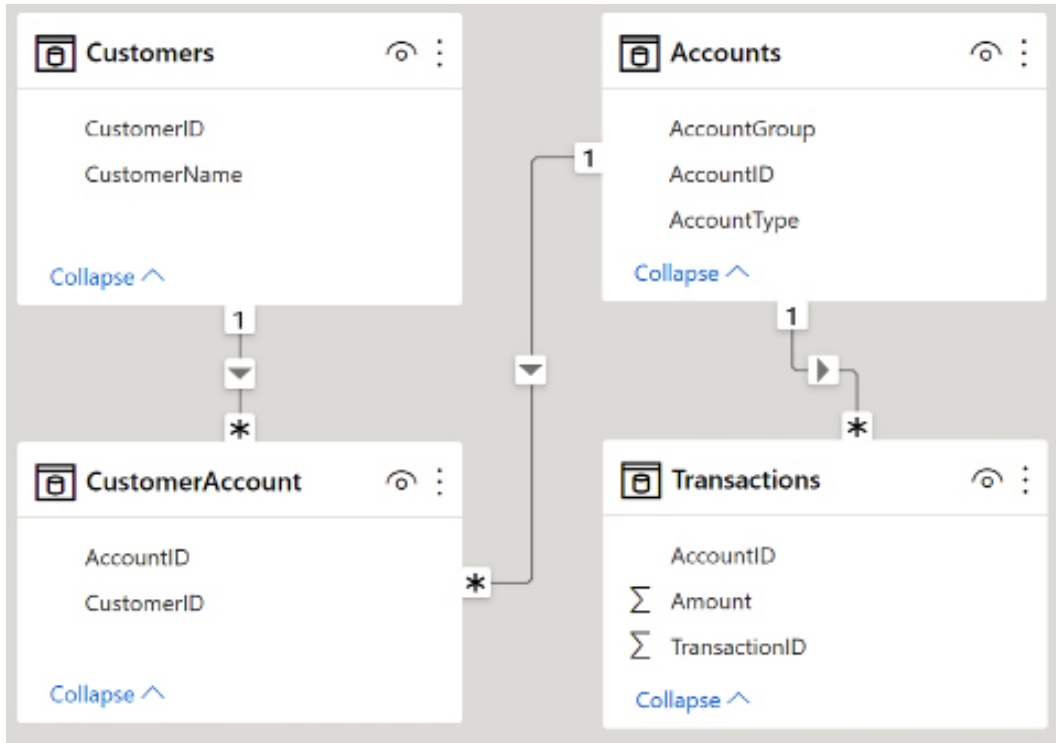 Customers
CustomerID
CustomerName
Collapse
1
*
Accounts
AccountGroup
AccountID
AccountType
Collapse
1
1
*
CustomerAccount
AccountID
CustomerID
Collapse
*
Transactions
AccountID
∑ Amount
∑ TransactionID
Collapse